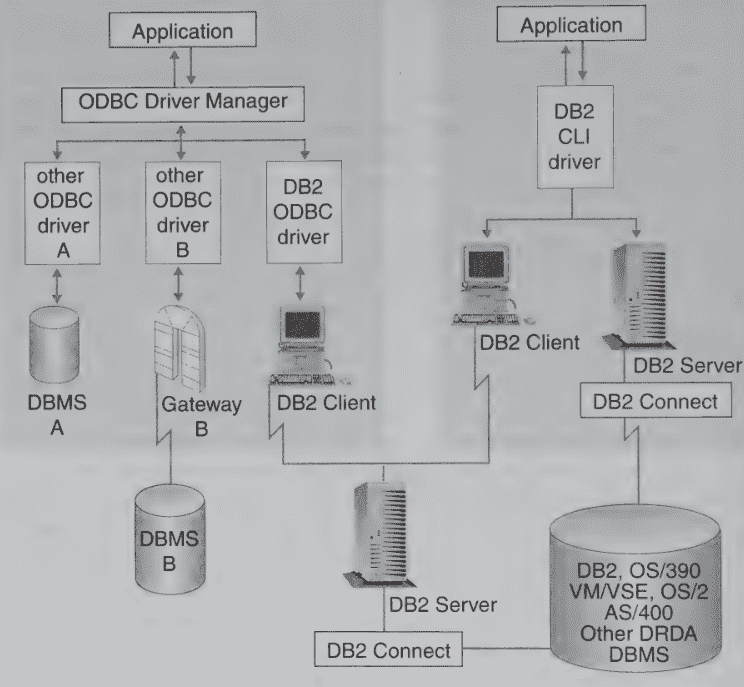 Application
ODBC Driver Manager
other
ODBC
driver
A
other
ODBC
driver
B
DB2
ODBC
driver
DBMS
A
Gateway
B
DB2 Client
DBMS
B
Application
DB2
CLI
driver
DB2 Client
DB2 Server
DB2 Connect
DB2 Server
DB2 Connect
DB2, OS/390
VM/VSE, OS/2
AS/400
Other DRDA
DBMS